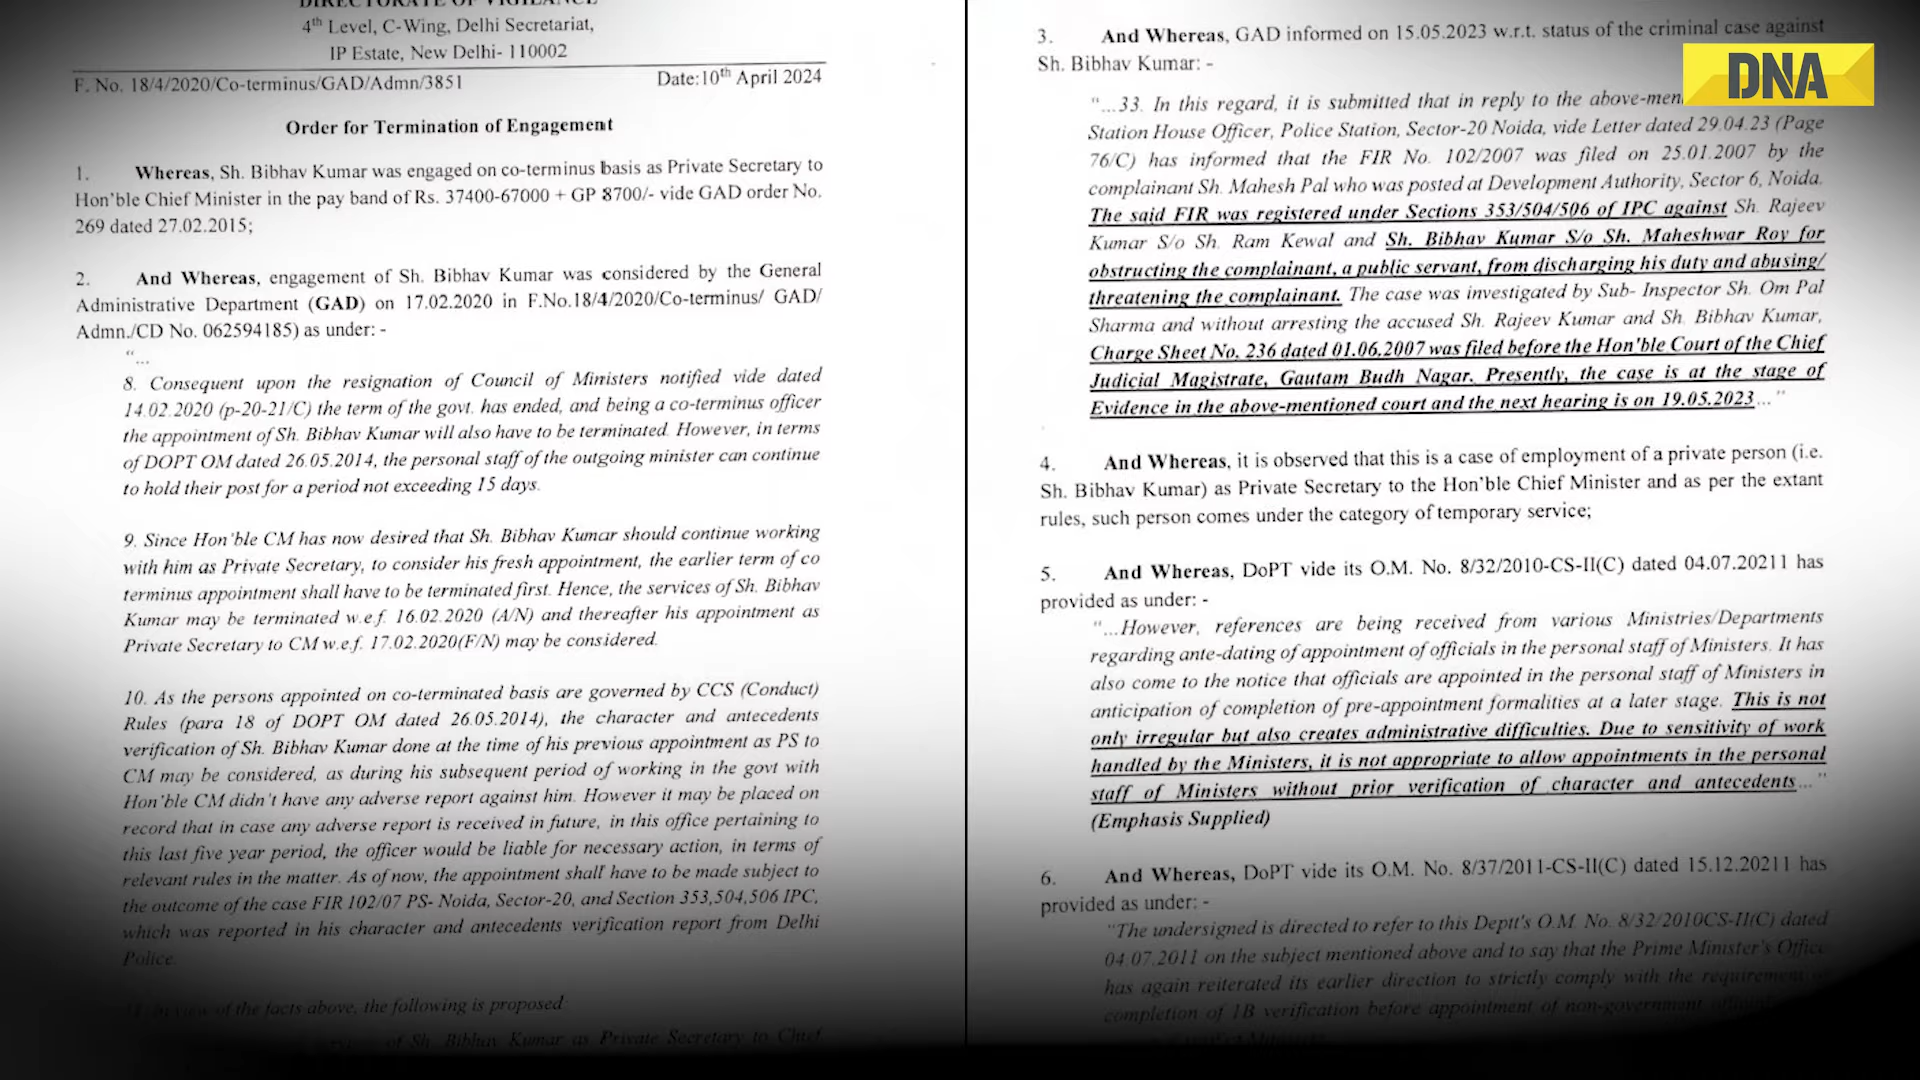 DIRECTORATE OF VIGILANCE
4th Level, C-Wing, Delhi Secretariat,
IP Estate, New Delhi- 110002
F. No. 18/4/2020/Co-terminus/GAD/Admn/3851 Date:10th April 2024
Order for Termination of Engagement
1. Whereas, Sh. Bibhav Kumar was engaged on co-terminus basis as Private Secretary to
Hon'ble Chief Minister in the pay band of Rs. 37400-67000 + GP 8700/- vide GAD order No.
269 dated 27.02.2015;
2. And Whereas, engagement of Sh. Bibhav Kumar was considered by the General
Administrative Department (GAD) on 17.02.2020 in F.No.18/4/2020/Co-terminus/ GAD/
Admn./CD No. 062594185) as under: -
"...
8. Consequent upon the resignation of Council of Ministers notified vide dated
14.02.2020 (p-20-21/C) the term of the govt. has ended, and being a co-terminus officer
the appointment of Sh. Bibhav Kumar will also have to be terminated. However, in terms
of DOPT OM dated 26.05.2014, the personal staff of the outgoing minister can continue
to hold their post for a period not exceeding 15 days.
9. Since Hon'ble CM has now desired that Sh. Bibhav Kumar should continue working
with him as Private Secretary, to consider his fresh appointment, the earlier term of co
terminus appointment shall have to be terminated first. Hence, the services of Sh. Bibhav
Kumar may be terminated w.e.f. 16.02.2020 (A/N) and thereafter his appointment as
Private Secretary to CM w.e.f. 17.02.2020(F/N) may be considered.
10. As the persons appointed on co-terminated basis are governed by CCS (Conduct)
Rules (para 18 of DOPT OM dated 26.05.2014), the character and antecedents
verification of Sh. Bibhav Kumar done at the time of his previous appointment as PS to
CM may be considered, as during his subsequent period of working in the govt with
Hon'ble CM didn't have any adverse report against him. However it may be placed on
record that in case any adverse report is received in future, in this office pertaining to
this last five year period, the officer would be liable for necessary action, in terms of
relevant rules in the matter. As of now, the appointment shall have to be made subject to
the outcome of the case FIR 102/07 PS- Noida, Sector-20, and Section 353,504,506 IPC,
which was reported in his character and antecedents verification report from Delhi
Police.
of the facts above, the following is proposed
of Sh. Bibhav Kumar as Private Secretary to Chief
3. And Whereas, GAD informed on 15.05.2023 w.r.t. status of the criminal case against
Sh. Bibhav Kumar: -
"...33. In this regard, it is submitted that in reply to the
Station House Officer, Police Station, Sector-20 Noida, vide Letter dated 29.04.23 (Page
76/C) has informed that the FIR No. 102/2007 was filed on 25.01.2007 by the
complainant Sh. Mahesh Pal who was posted at Development Authority, Sector 6, Noida.
The said FIR was registered under Sections 353/504/506 of IPC against Sh. Rajeev
Kumar S/o Sh. Ram Kewal and Sh. Bibhav Kumar S/o Sh. Maheshwar Roy for
obstructing the complainant, a public servant, from discharging his duty and abusing/
threatening the complainant. The case was investigated by Sub- Inspector Sh. Om Pal
Sharma and without arresting the accused Sh. Rajeev Kumar and Sh. Bibhav Kumar,
Charge Sheet No. 236 dated 01.06.2007 was filed before the Hon'ble Court of the Chief
Judicial Magistrate, Gautam Budh Nagar. Presently, the case is at the stage of
Evidence in the above-mentioned court and the next hearing is on 19.05.2023..."
4. And Whereas, it is observed that this is a case of employment of a private person (i.e.
Sh. Bibhav Kumar) as Private Secretary to the Hon'ble Chief Minister and as per the extant
rules, such person comes under the category of temporary service;
5. And Whereas, DoPT vide its O.M. No. 8/32/2010-CS-II(C) dated 04.07.20211 has
provided as under: -
"...However, references are being received from various Ministries/Departments
regarding ante-dating of appointment of officials in the personal staff of Ministers. It has
also come to the notice that officials are appointed in the personal staff of Ministers in
anticipation of completion of pre-appointment formalities at a later stage. This is not
only irregular but also creates administrative difficulties. Due to sensitivity of work
handled by the Ministers, it is not appropriate to allow appointments in the personal
staff of Ministers without prior verification of character and antecedents..."
(Emphasis Supplied)
6. And Whereas, DoPT vide its O.M. No. 8/37/2011-CS-II(C) dated 15.12.20211 has
provided as under: -
"The undersigned is directed to refer to this Deptt's O.M. No. 8/32/2010CS-II(C) dated
04.07.2011 on the subject mentioned above and to say that the Prime Minister's Office
has again reiterated its earlier direction to strictly comply with the requirement
completion of IB verification before appointment of non-government
DNA